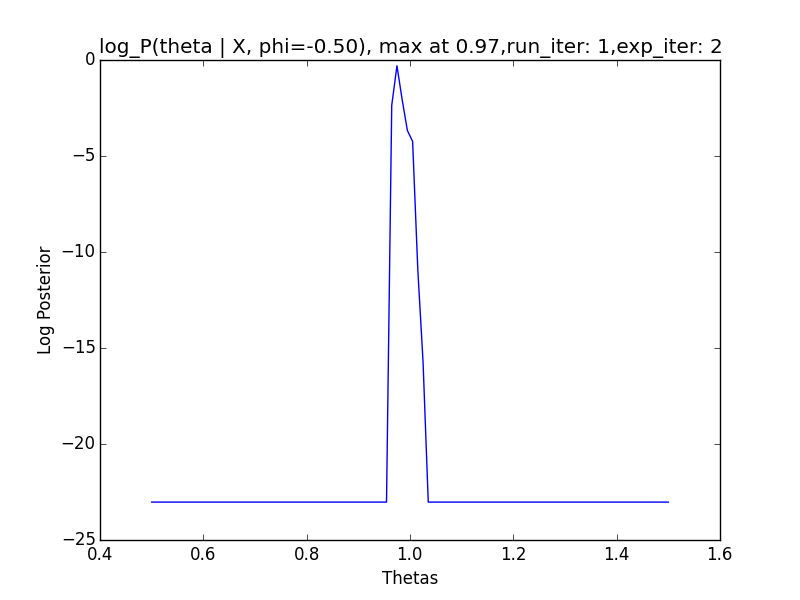 log_P(theta | X, phi=-0.50), max at 0.97,run_iter: 1,exp_iter: 2
0
−5
−10
−15
−20
−25
Log Posterior
0.4 0.6 0.8 1.0 1.2 1.4 1.6
Thetas